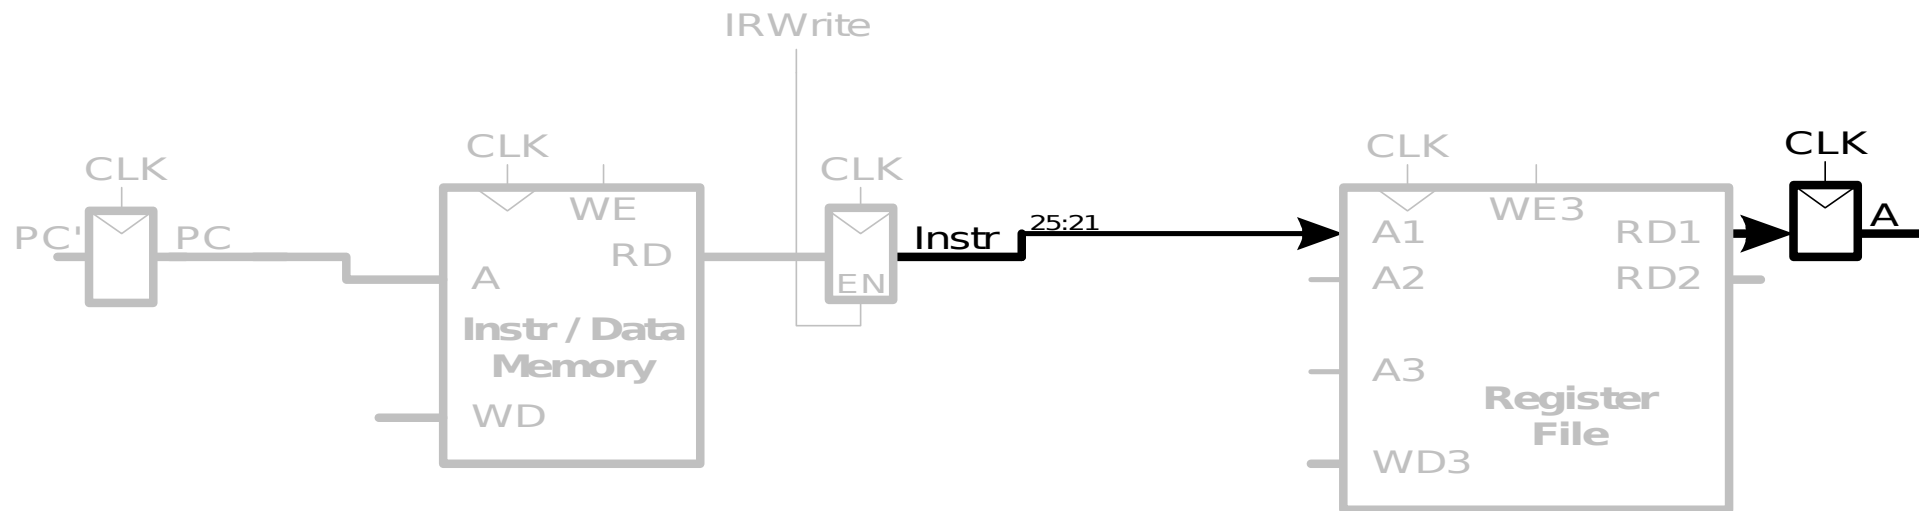 IRWrite
CLK
PC'
PC
CLK
WE
RD
A
Instr / Data
Memory
WD
CLK
EN
Instr
25:21
CLK
WE3
A1
RD1
A2
RD2
A3
Register
File
WD3
CLK
A